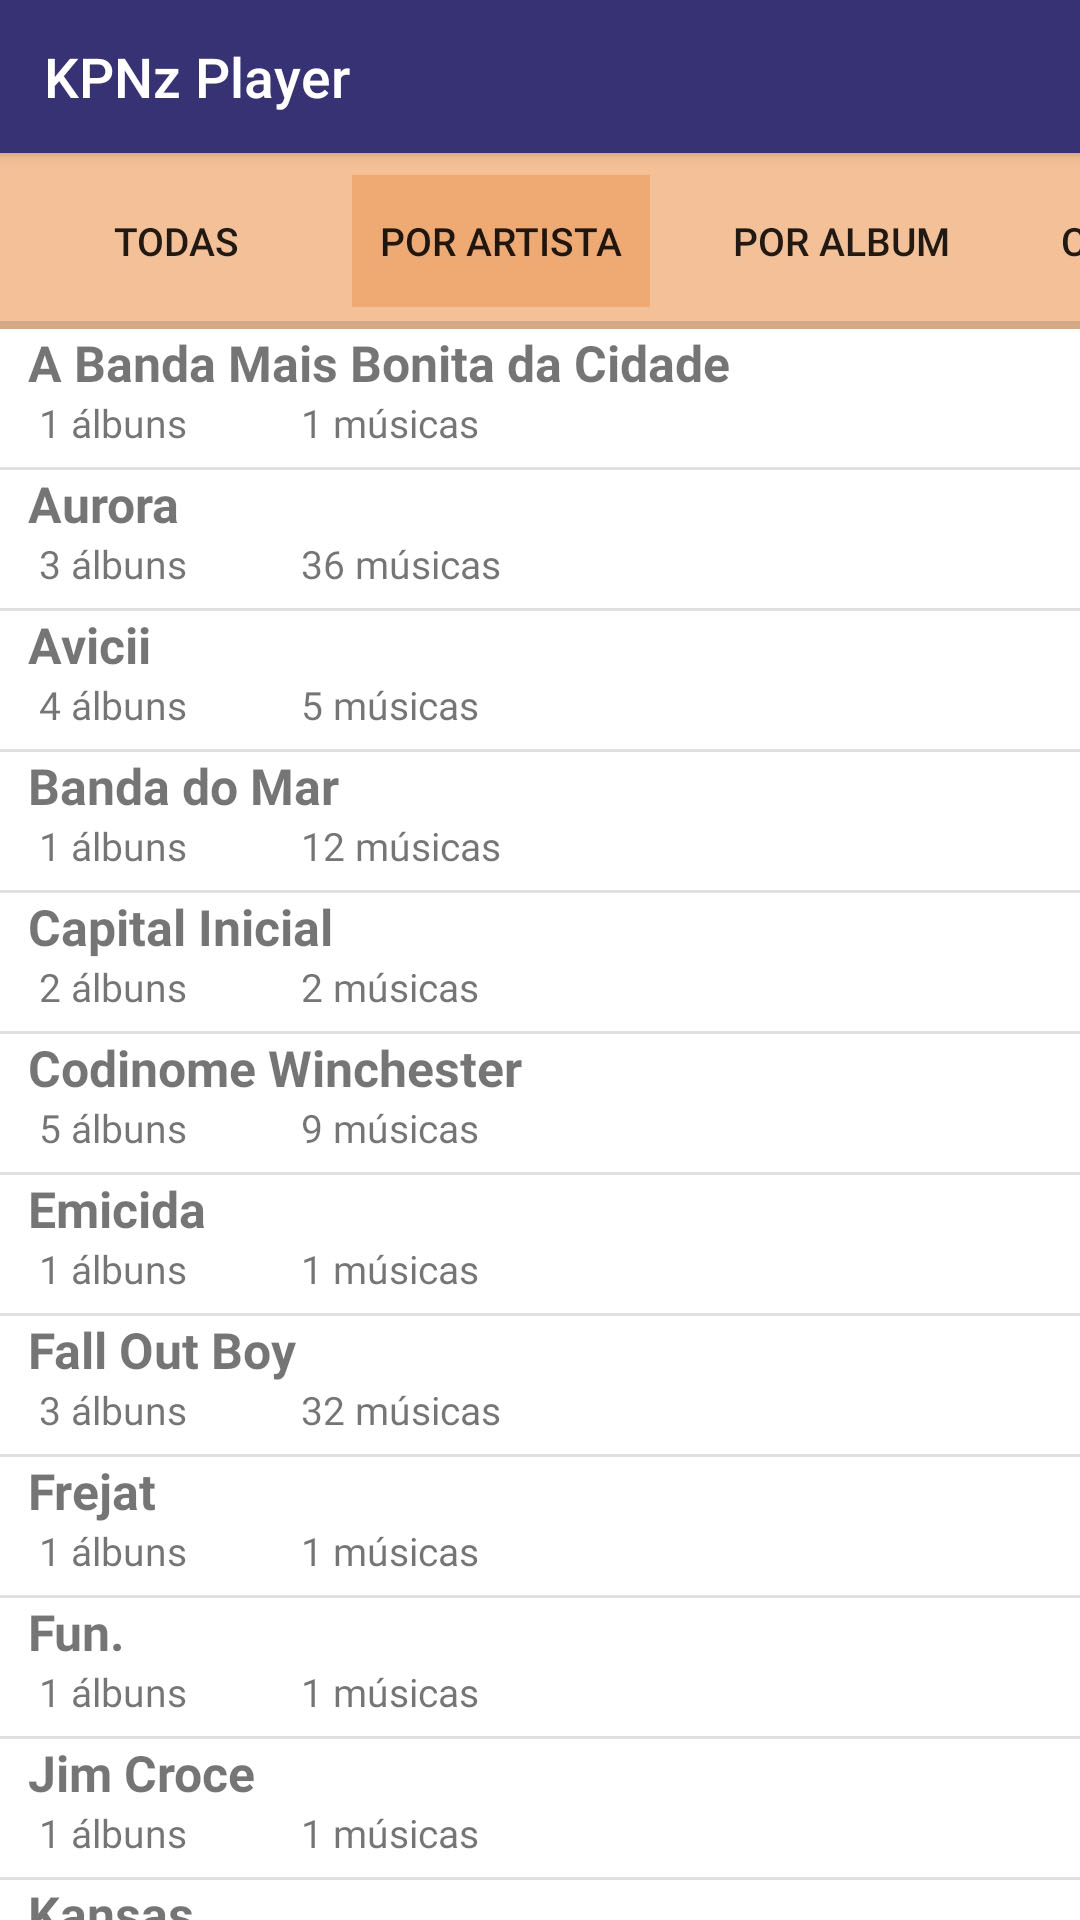 KPNz Player
TODAS POR ARTISTA POR ALBUM
A Banda Mais Bonita da Cidade
1 álbuns 1 músicas
Aurora
3 álbuns 36 músicas
Avicii
4 álbuns 5 músicas
Banda do Mar
1 álbuns 12 músicas
Capital Inicial
2 álbuns 2 músicas
Codinome Winchester
5 álbuns 9 músicas
Emicida
1 álbuns 1 músicas
Fall Out Boy
3 álbuns 32 músicas
Frejat
1 álbuns 1 músicas
Fun.
1 álbuns 1 músicas
Jim Croce
1 álbuns 1 músicas
Kansas